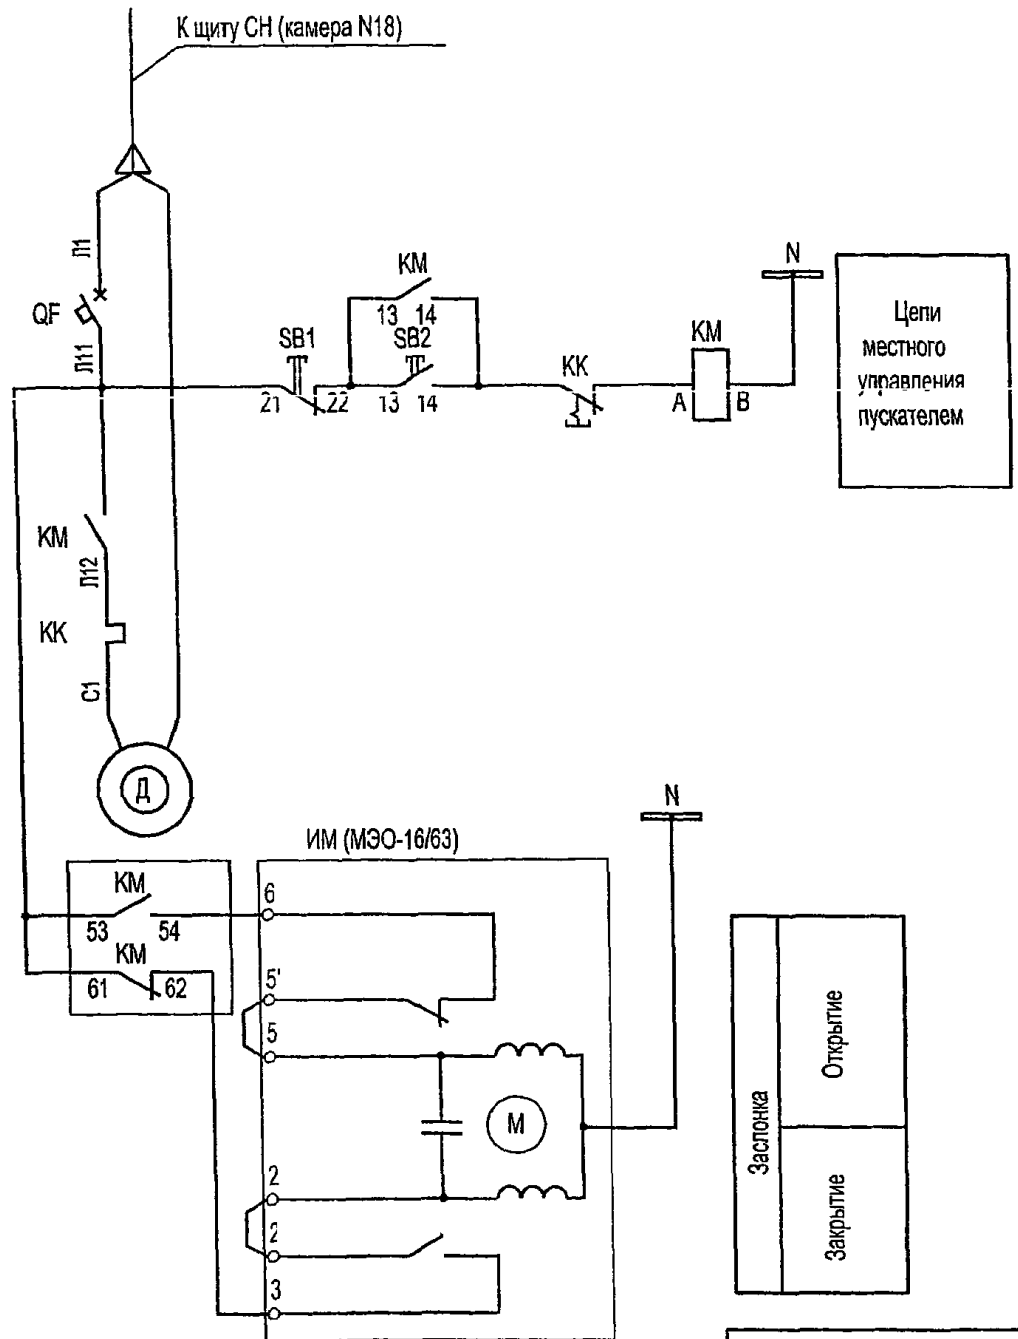 К щиту СН (камера N18)
Л1
QF
Л11
SB1
21 22
KM
13 14
SB2
13 14
KK
KM
A B
N
Цепи
местного
управления
пускателем
KM
Л12
KK
C1
Д
N
ИМ (МЭО-16/63)
KM
53 54
KM
61 62
6
5'
5
M
2
2
3
Заслонка
Открытие
Закрытие